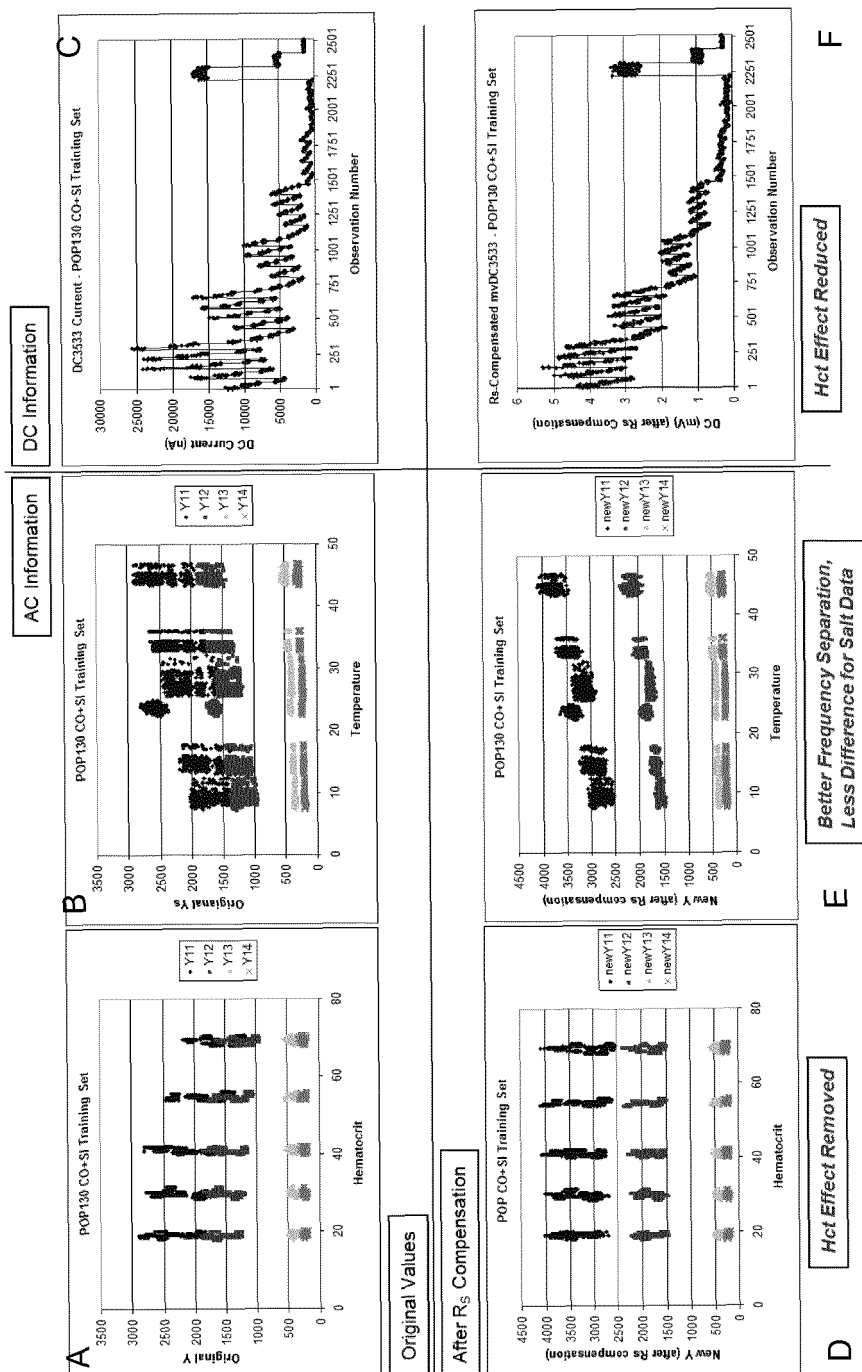 AC Information
DC Information
A
POP130 CO+SI Training Set
Original Y
3500
3000
2500
2000
1500
1000
500
0
0
20
40
60
80
Hematocrit
Y11
Y12
Y13
Y14
B
POP130 CO+SI Training Set
Origianal Ys
3500
3000
2500
2000
1500
1000
500
0
0
10
20
30
40
50
Temperature
Y11
Y12
Y13
Y14
C
DC3533 Current - POP130 CO+SI Training Set
DC Current (nA)
30000
25000
20000
15000
10000
5000
0
1
251
501
751
1001
1251
1501
1751
2001
2251
2501
Observation Number
Original Values
After RS Compensation
D
POP CO+SI Training Set
New Y (after Rs compensation)
4500
4000
3500
3000
2500
2000
1500
1000
500
0
0
20
40
60
80
Hematocrit
newY11
newY12
newY13
newY14
Hct Effect Removed
E
POP130 CO+SI Training Set
New Y (after Rs compensation)
4500
4000
3500
3000
2500
2000
1500
1000
500
0
0
10
20
30
40
50
Temperature
newY11
newY12
newY13
newY14
Better Frequency Separation,
Less Difference for Salt Data
F
Rs-Compensated mvDC3533 - POP130 CO+SI Training Set
DC (mV) (after Rs Compensation)
6
5
4
3
2
1
0
1
251
501
751
1001
1251
1501
1751
2001
2251
2501
Observation Number
Hct Effect Reduced